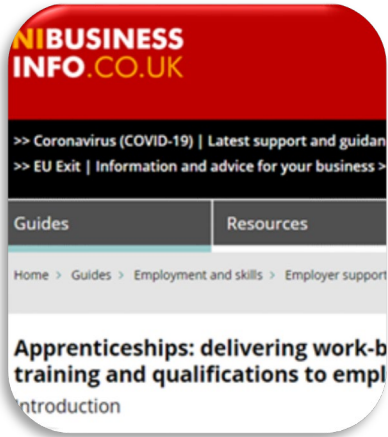 NIBUSINESS
INFO.CO.UK
>> Coronavirus (COVID-19) | Latest support and guidan
>> EU Exit | Information and advice for your business >
Guides Resources
Home > Guides > Employment and skills > Employer support
Apprenticeships: delivering work-b
training and qualifications to empl
Introduction